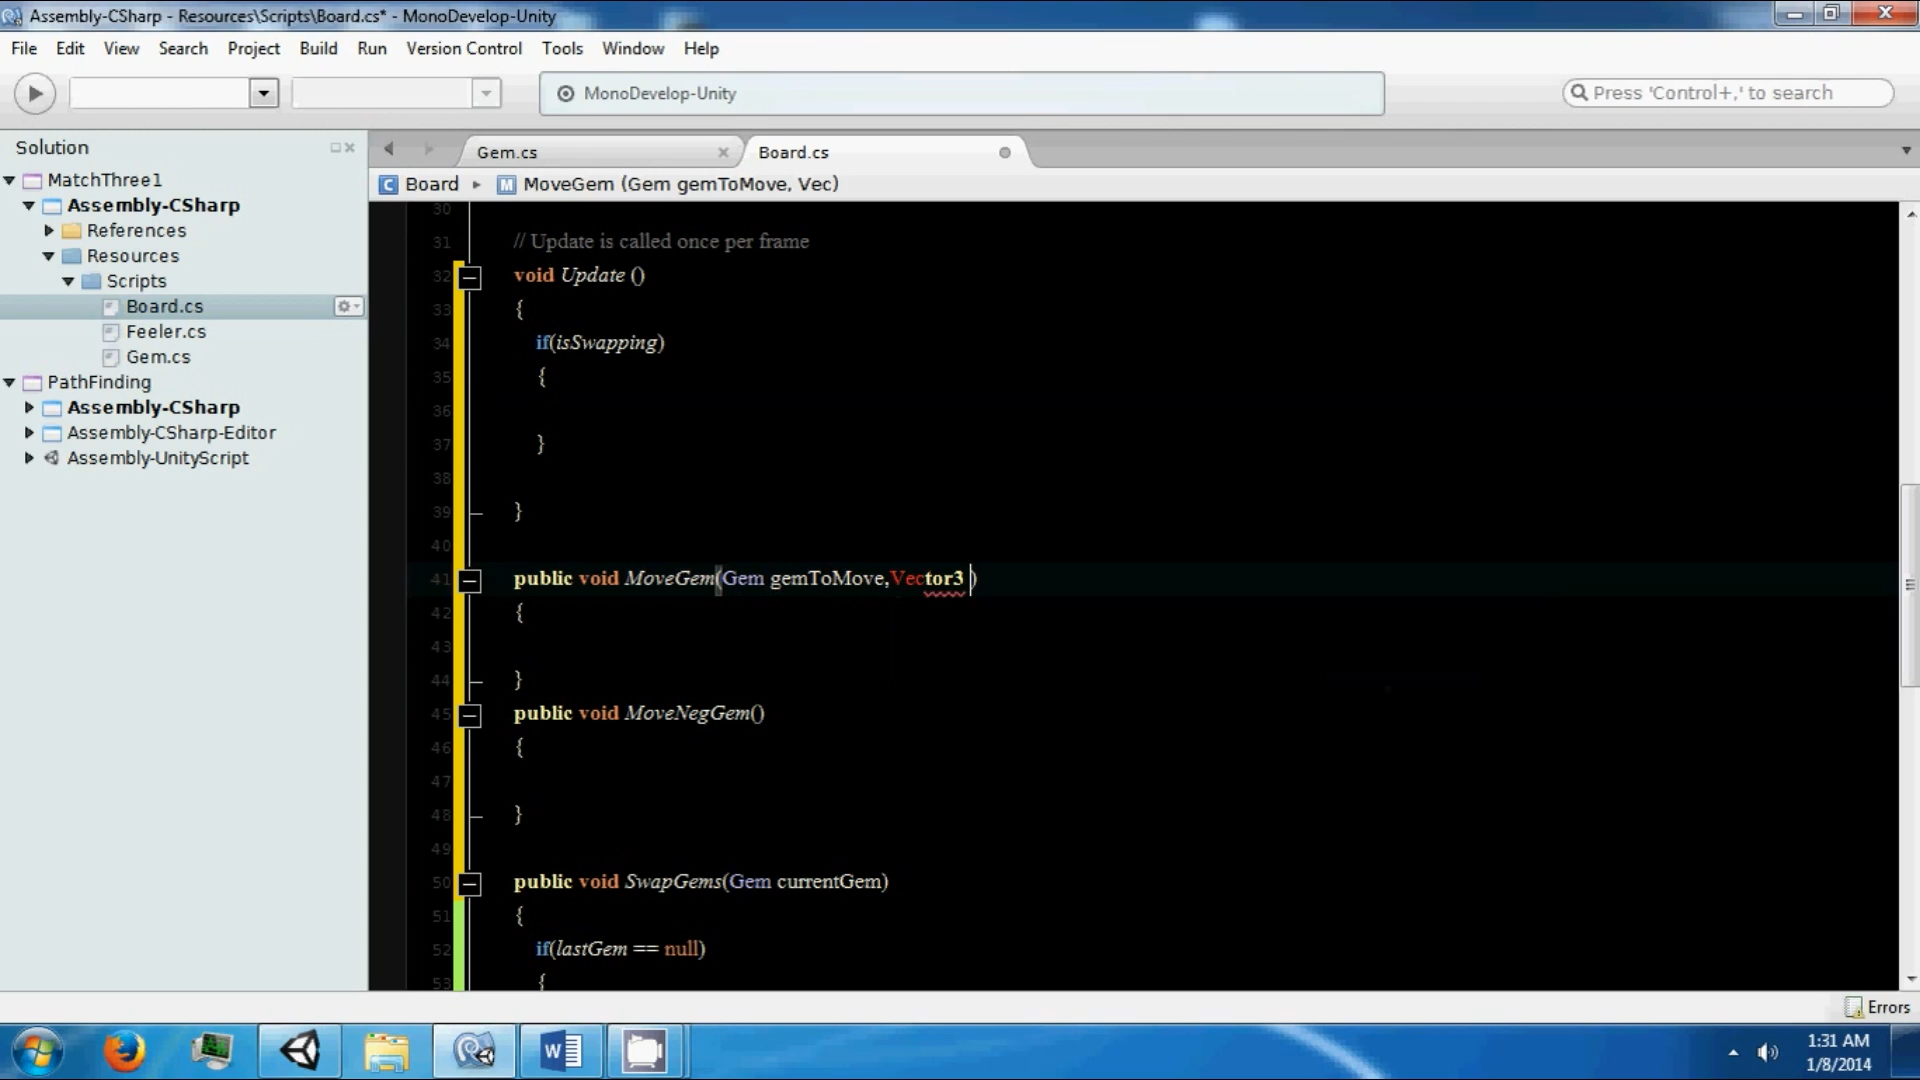 Assembly-CSharp - Resources\Scripts\Board.cs* - MonoDevelop-Unity
File Edit View Search Project Build Run Version Control Tools Window Help
MonoDevelop-Unity
Press 'Control+,' to search
Solution
MatchThree1
Assembly-CSharp
References
Resources
Scripts
Board.cs
Feeler.cs
Gem.cs
PathFinding
Assembly-CSharp
Assembly-CSharp-Editor
Assembly-UnityScript
Gem.cs
Board.cs
C Board M MoveGem (Gem gemToMove, Vec)
30
31 // Update is called once per frame
32 void Update ()
33 {
34 if(isSwapping)
35 {
36
37 }
38
39 }
40
41 public void MoveGem(Gem gemToMove,Vector3 )
42 {
43
44 }
45 public void MoveNegGem()
46 {
47
48 }
49
50 public void SwapGems(Gem currentGem)
51 {
52 if(lastGem == null)
53 {
Errors
W
1:31 AM
1/8/2014